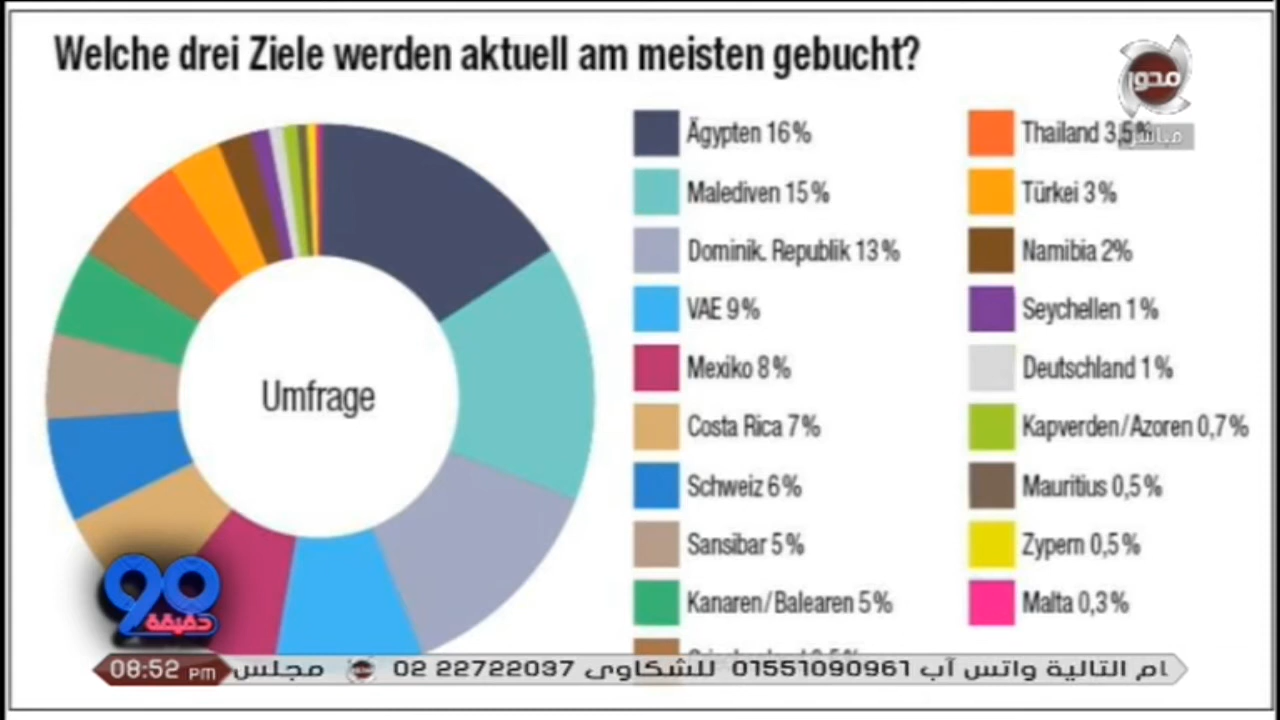 Welche drei Ziele werden aktuell am meisten gebucht?
محور
مباشر
Umfrage
Ägypten 16%
Malediven 15%
Dominik. Republik 13%
VAE 9%
Mexiko 8%
Costa Rica 7%
Schweiz 6%
Sansibar 5%
Kanaren/Balearen 5%
Thailand 3,5%
Türkei 3%
Namibia 2%
Seychellen 1%
Deutschland 1%
Kapverden/Azoren 0,7%
Mauritius 0,5%
Zypern 0,5%
Malta 0,3%
90
دقيقة
ام التالية واتس آب 01551090961 للشكاوى 22722037 02 مجلس
08:52 PM